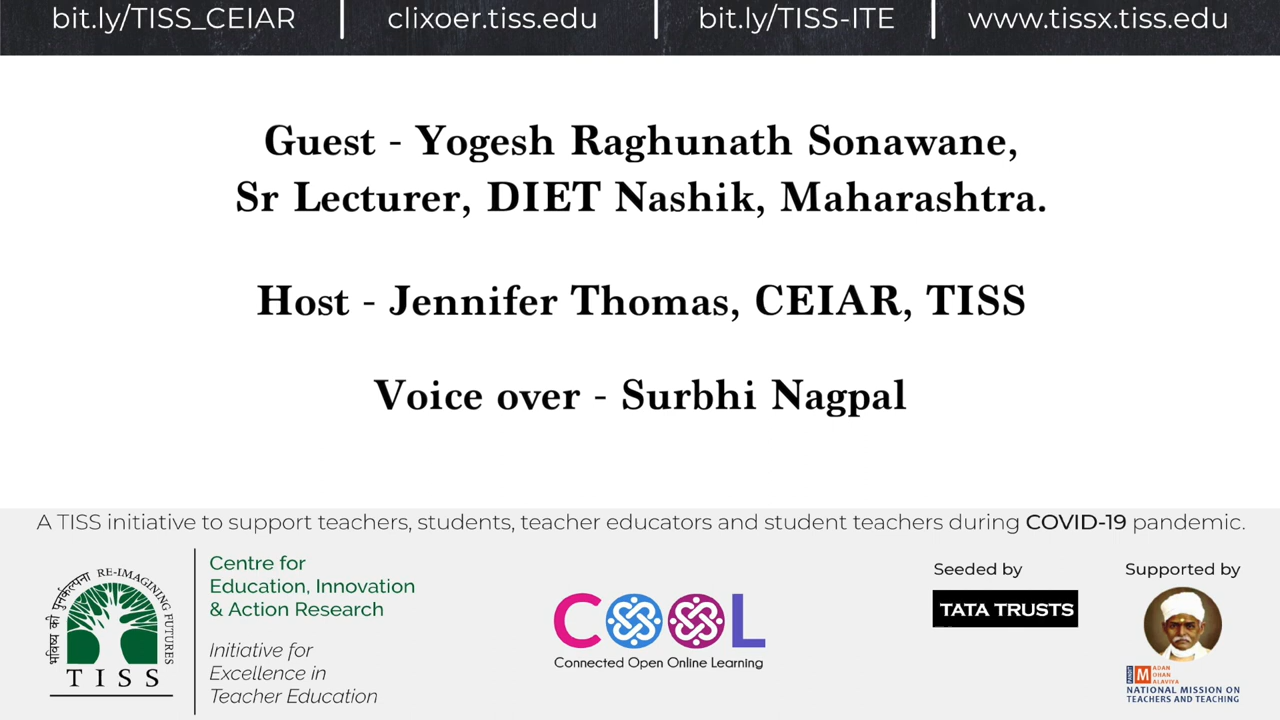 bit.ly/TISS_CEIAR
clixoer.tiss.edu
bit.ly/TISS-ITE
www.tissx.tiss.edu
Guest - Yogesh Raghunath Sonawane,
Sr Lecturer, DIET Nashik, Maharashtra.
Host - Jennifer Thomas, CEIAR, TISS
Voice over - Surbhi Nagpal
A TISS initiative to support teachers, students, teacher educators and student teachers during COVID-19 pandemic.
भविष्य की पुनर्कल्पना RE-IMAGINING FUTURES
TISS
Centre for
Education, Innovation
& Action Research
Initiative for
Excellence in
Teacher Education
COOL
Connected Open Online Learning
Seeded by
TATA TRUSTS
Supported by
PANDIT
MADAN
MOHAN
MALAVIYA
NATIONAL MISSION ON
TEACHERS AND TEACHING